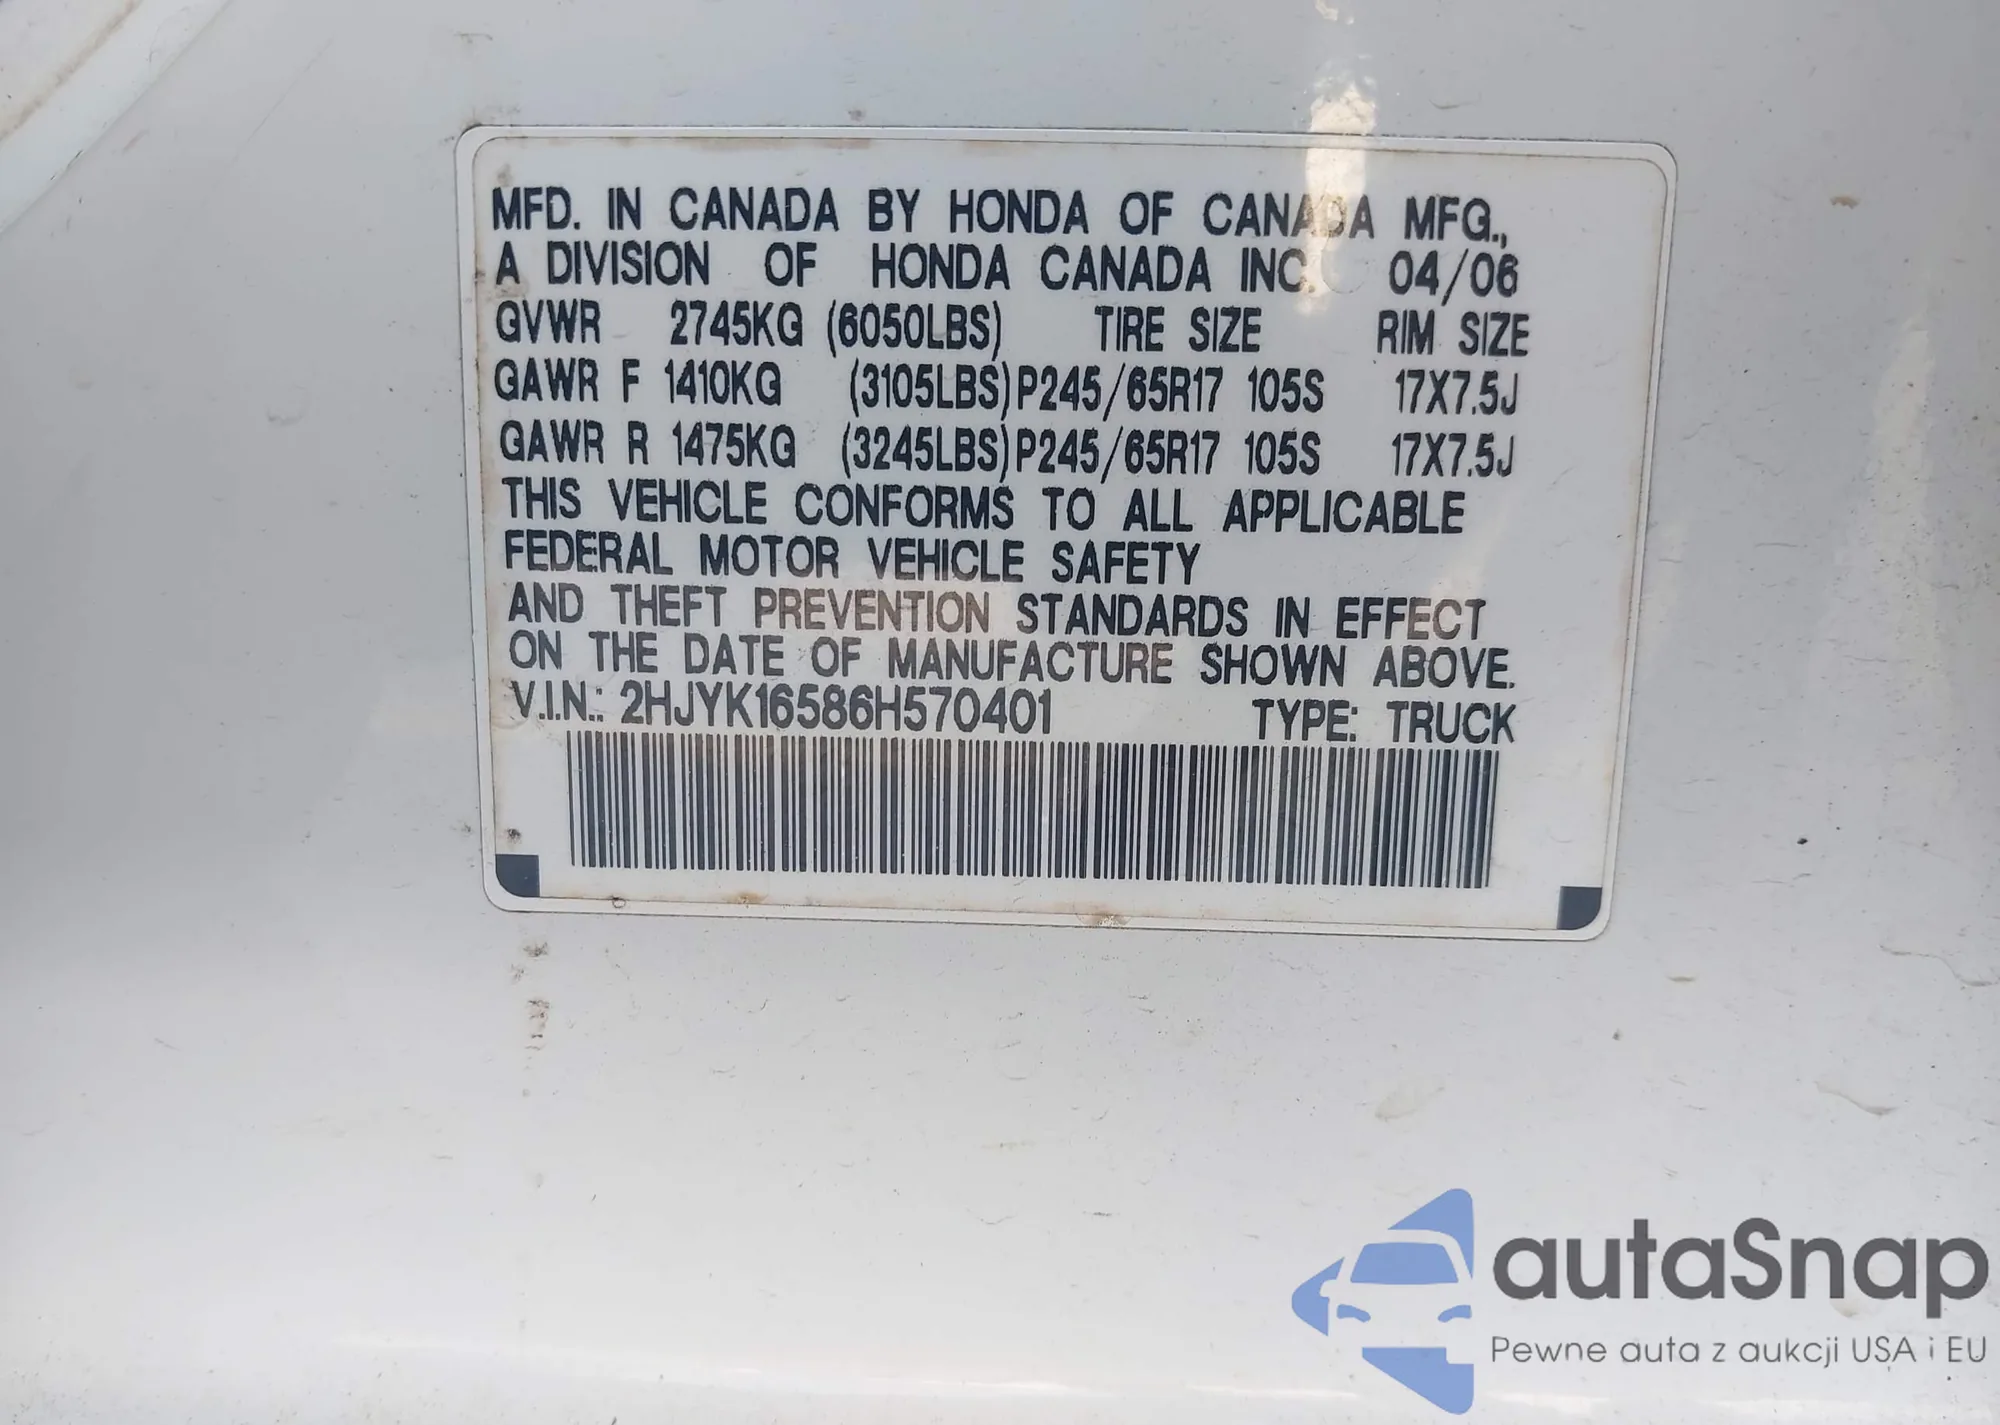 MFD. IN CANADA BY HONDA OF CANADA MFG.,
A DIVISION OF HONDA CANADA INC. 04/06
GVWR 2745KG (6050LBS) TIRE SIZE RIM SIZE
GAWR F 1410KG (3105LBS) P245/65R17 105S 17X7.5J
GAWR R 1475KG (3245LBS) P245/65R17 105S 17X7.5J
THIS VEHICLE CONFORMS TO ALL APPLICABLE
FEDERAL MOTOR VEHICLE SAFETY
AND THEFT PREVENTION STANDARDS IN EFFECT
ON THE DATE OF MANUFACTURE SHOWN ABOVE.
V.I.N.: 2HJYK16586H570401 TYPE: TRUCK
autaSnap
Pewne auta z aukcji USA i EU